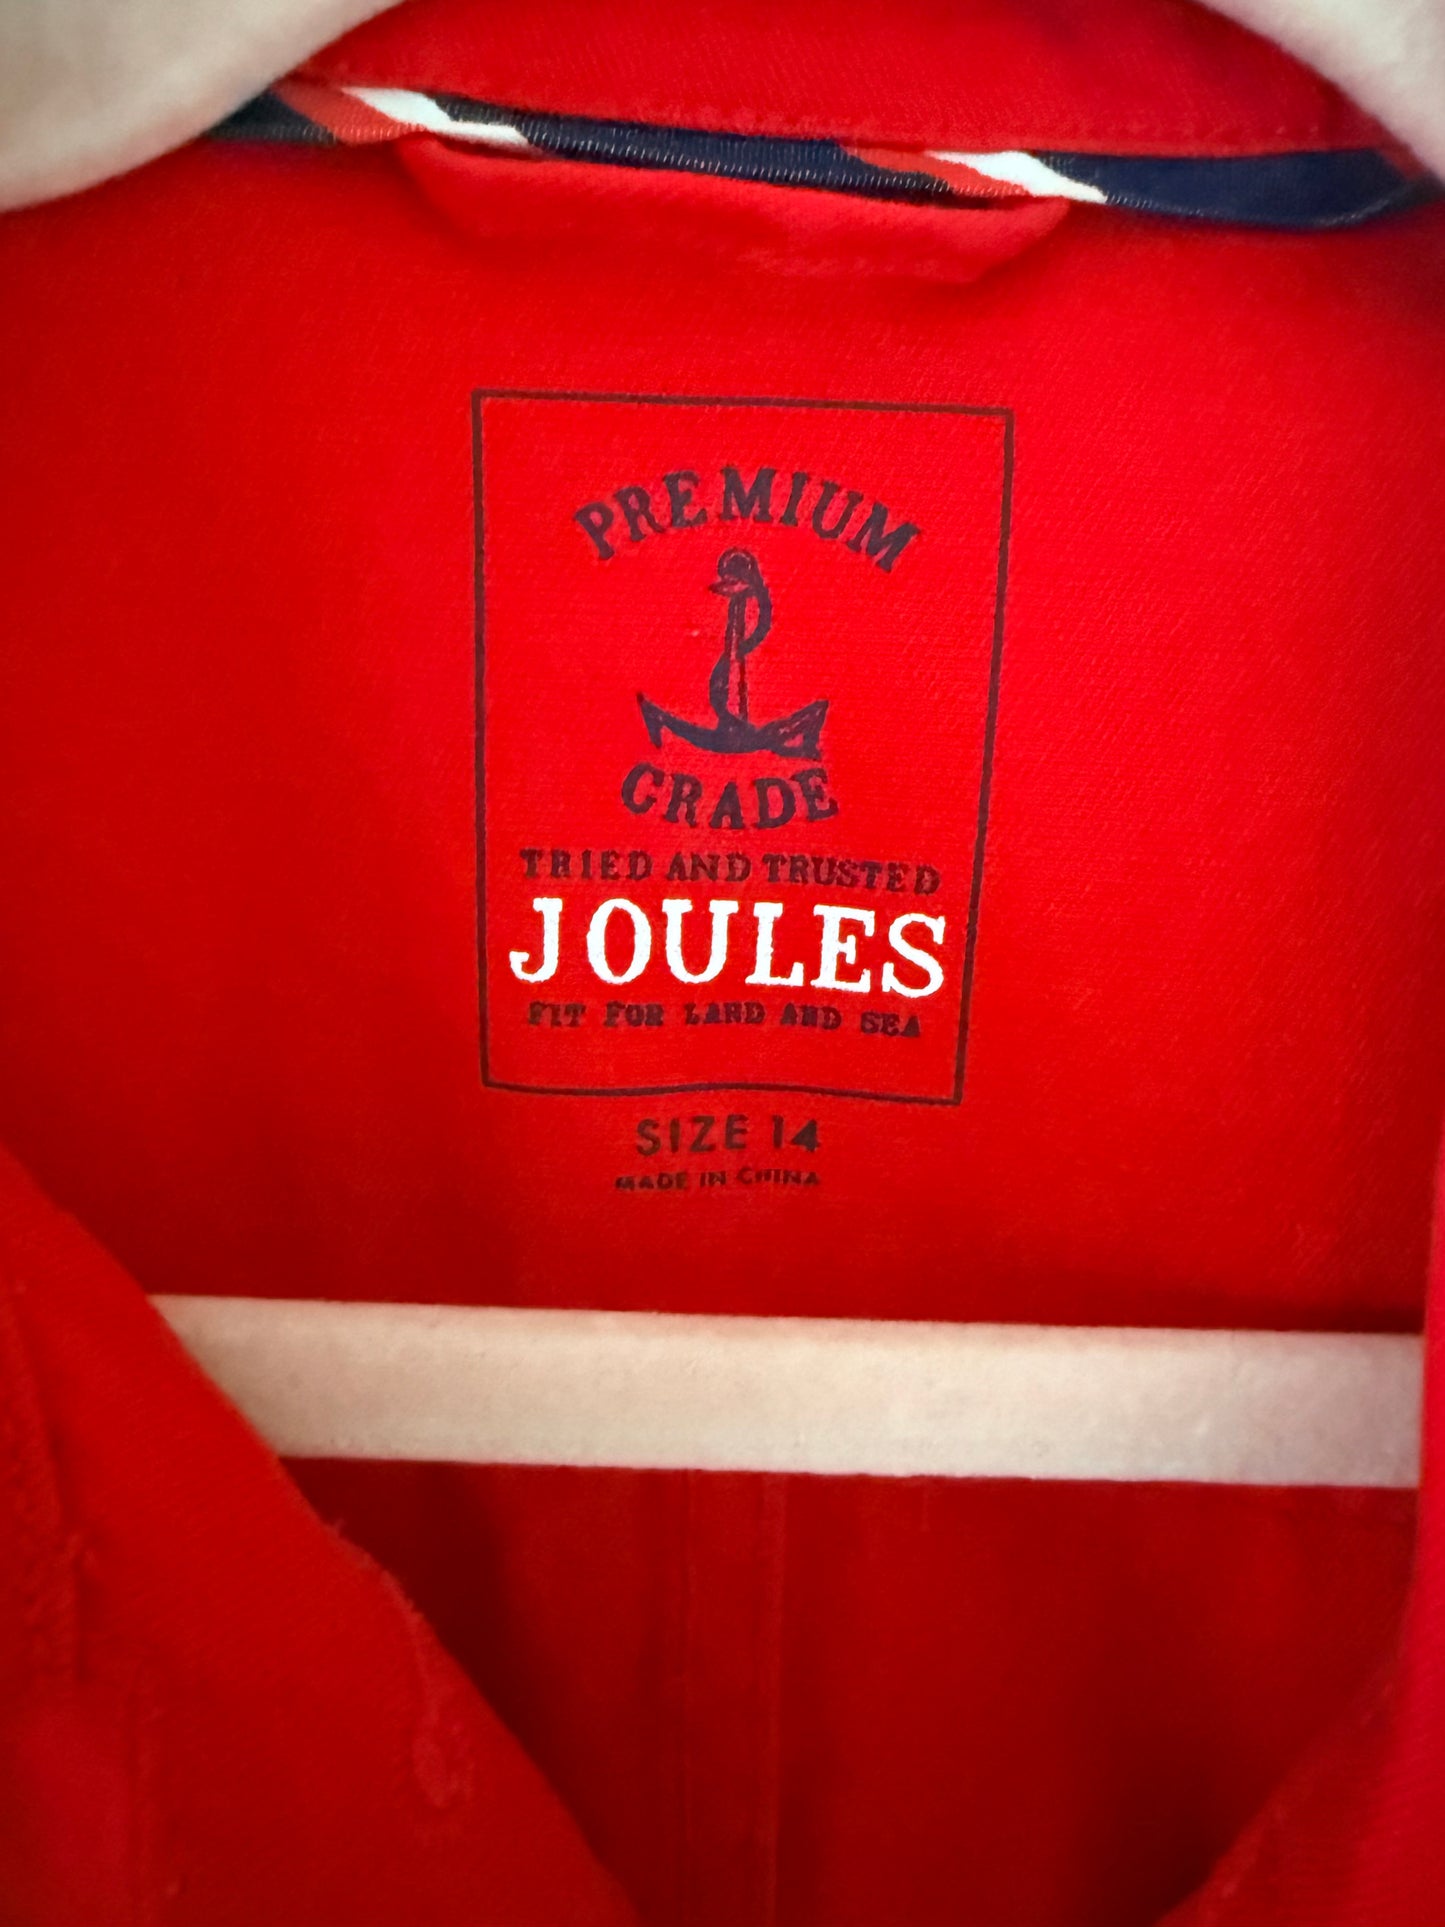 PREMIUM
GRADE
TRIED AND TRUSTED
JOULES
FIT FOR LAND AND SEA
SIZE 14
MADE IN CHINA